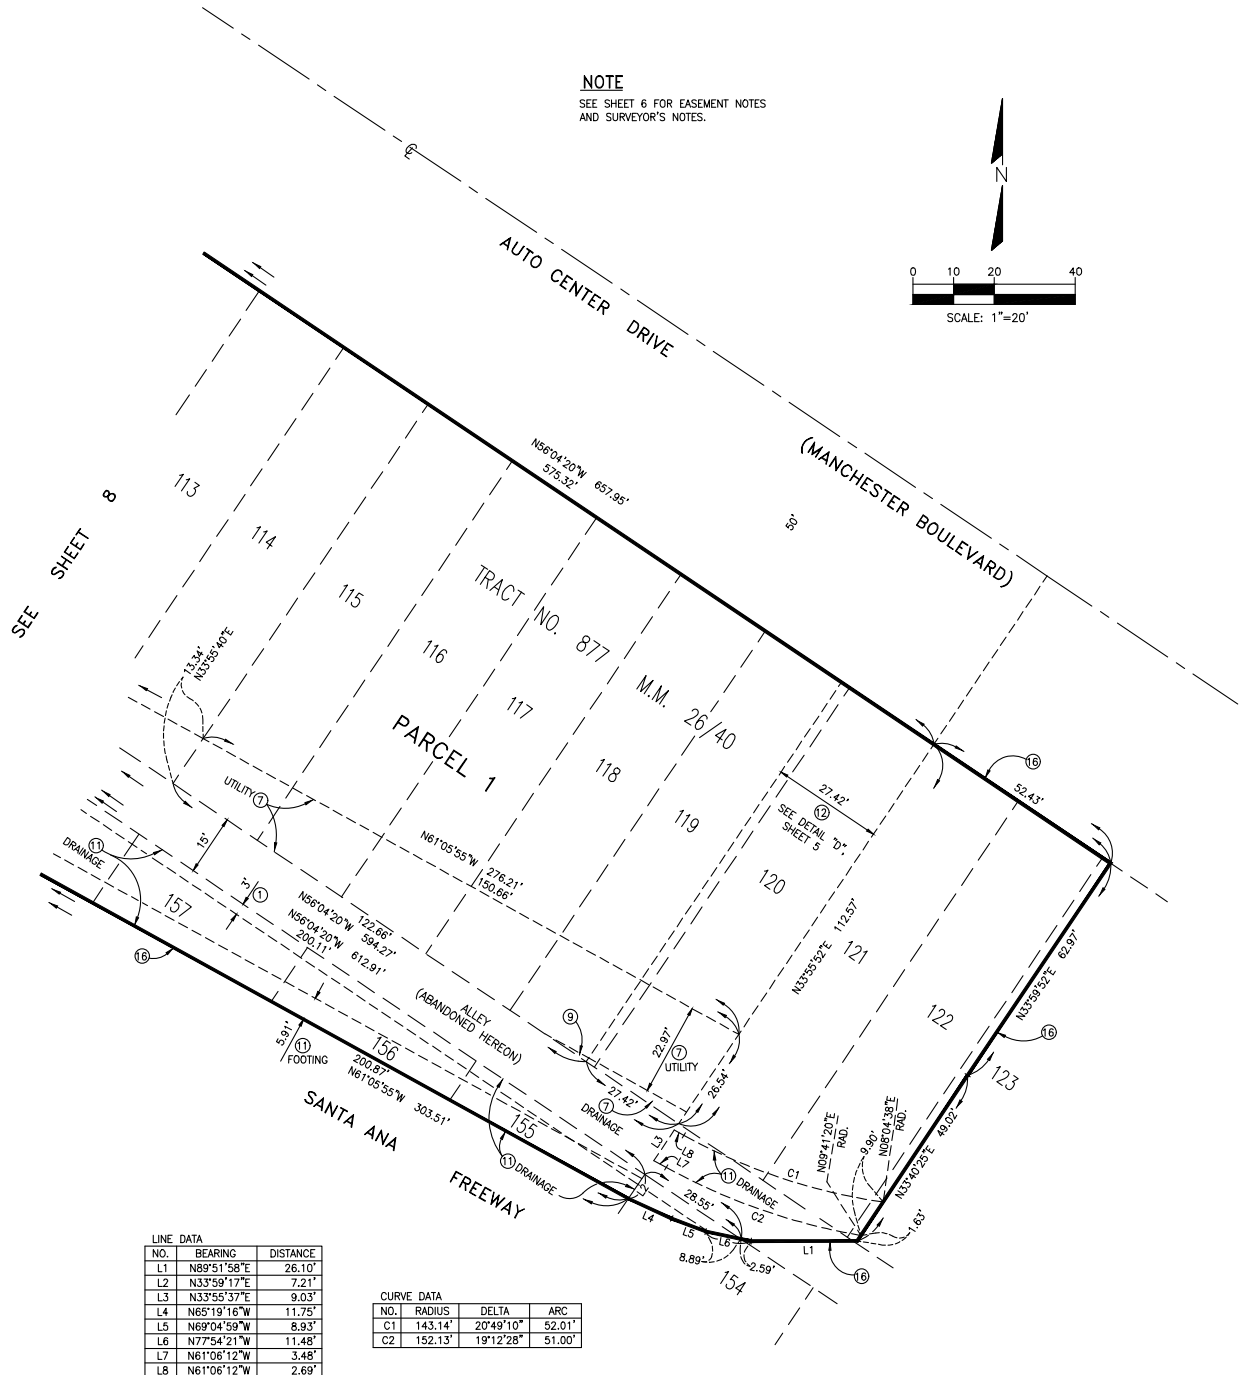 NOTE
SEE SHEET 6 FOR EASEMENT NOTES
AND SURVEYOR'S NOTES.
N
0 10 20 40
SCALE: 1"=20'
℄
AUTO CENTER DRIVE
(MANCHESTER BOULEVARD)
50'
N56°04'20"W 657.95'
575.32'
SEE SHEET 8
113
114
115
116
117
118
119
120
121
122
123
TRACT NO. 877 M.M. 26/40
PARCEL 1
13.34'
N33°55'40"E
UTILITY 7
16
52.43'
27.42'
12
SEE DETAIL "D",
SHEET 5
N61°05'55"W 276.21'
150.66'
N33°55'52"E 112.57'
N33°59'52"E 62.97'
16
11
DRAINAGE
15'
3'
1
157
N56°04'20"W 122.66'
594.27'
N56°04'20"W 612.91'
200.11'
ALLEY
(ABANDONED HEREON)
16
9
22.97'
7
UTILITY
26.54'
27.42'
7
DRAINAGE
5.91'
11
FOOTING
156
200.87'
N61°05'55"W 303.51'
SANTA ANA FREEWAY
155
11 DRAINAGE
L3
L8
L7
L2
11 DRAINAGE
28.55'
C1
C2
N09°41'20"E
RAD.
9.90'
N08°04'38"E
RAD.
N33°40'25"E 49.02'
1.63'
L4
L5
L6
L1
8.89'
2.59'
16
154
LINE DATA
NO. BEARING DISTANCE
L1 N89°51'58"E 26.10'
L2 N33°59'17"E 7.21'
L3 N33°55'37"E 9.03'
L4 N65°19'16"W 11.75'
L5 N69°04'59"W 8.93'
L6 N77°54'21"W 11.48'
L7 N61°06'12"W 3.48'
L8 N61°06'12"W 2.69'
CURVE DATA
NO. RADIUS DELTA ARC
C1 143.14' 20°49'10" 52.01'
C2 152.13' 19°12'28" 51.00'